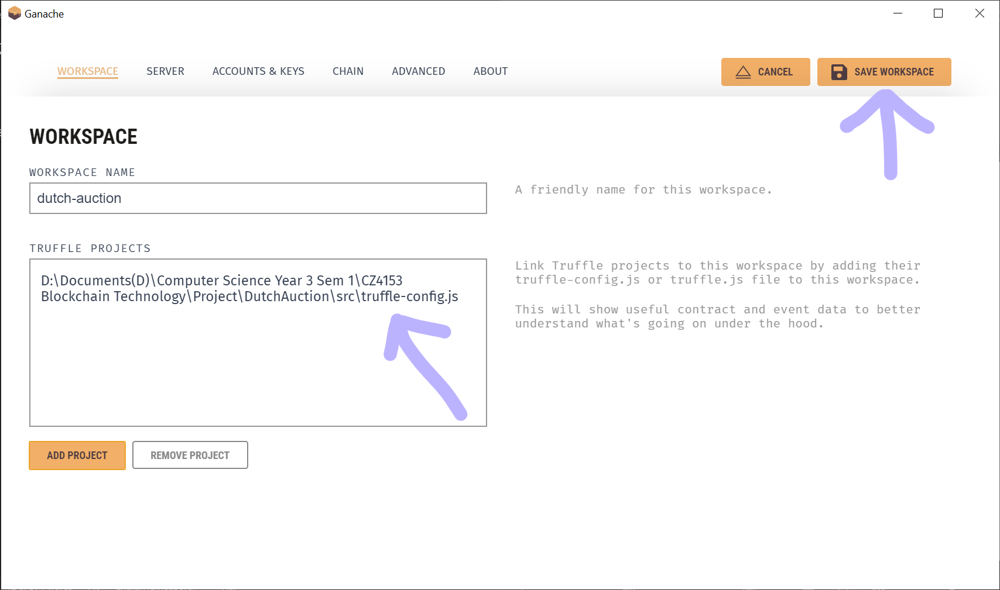 Ganache
WORKSPACE SERVER ACCOUNTS & KEYS CHAIN ADVANCED ABOUT CANCEL SAVE WORKSPACE
WORKSPACE
WORKSPACE NAME
dutch-auction
A friendly name for this workspace.
TRUFFLE PROJECTS
D:\Documents(D)\Computer Science Year 3 Sem 1\CZ4153
Blockchain Technology\Project\DutchAuction\src\truffle-config.js
Link Truffle projects to this workspace by adding their
truffle-config.js or truffle.js file to this workspace.
This will show useful contract and event data to better
understand what's going on under the hood.
ADD PROJECT REMOVE PROJECT